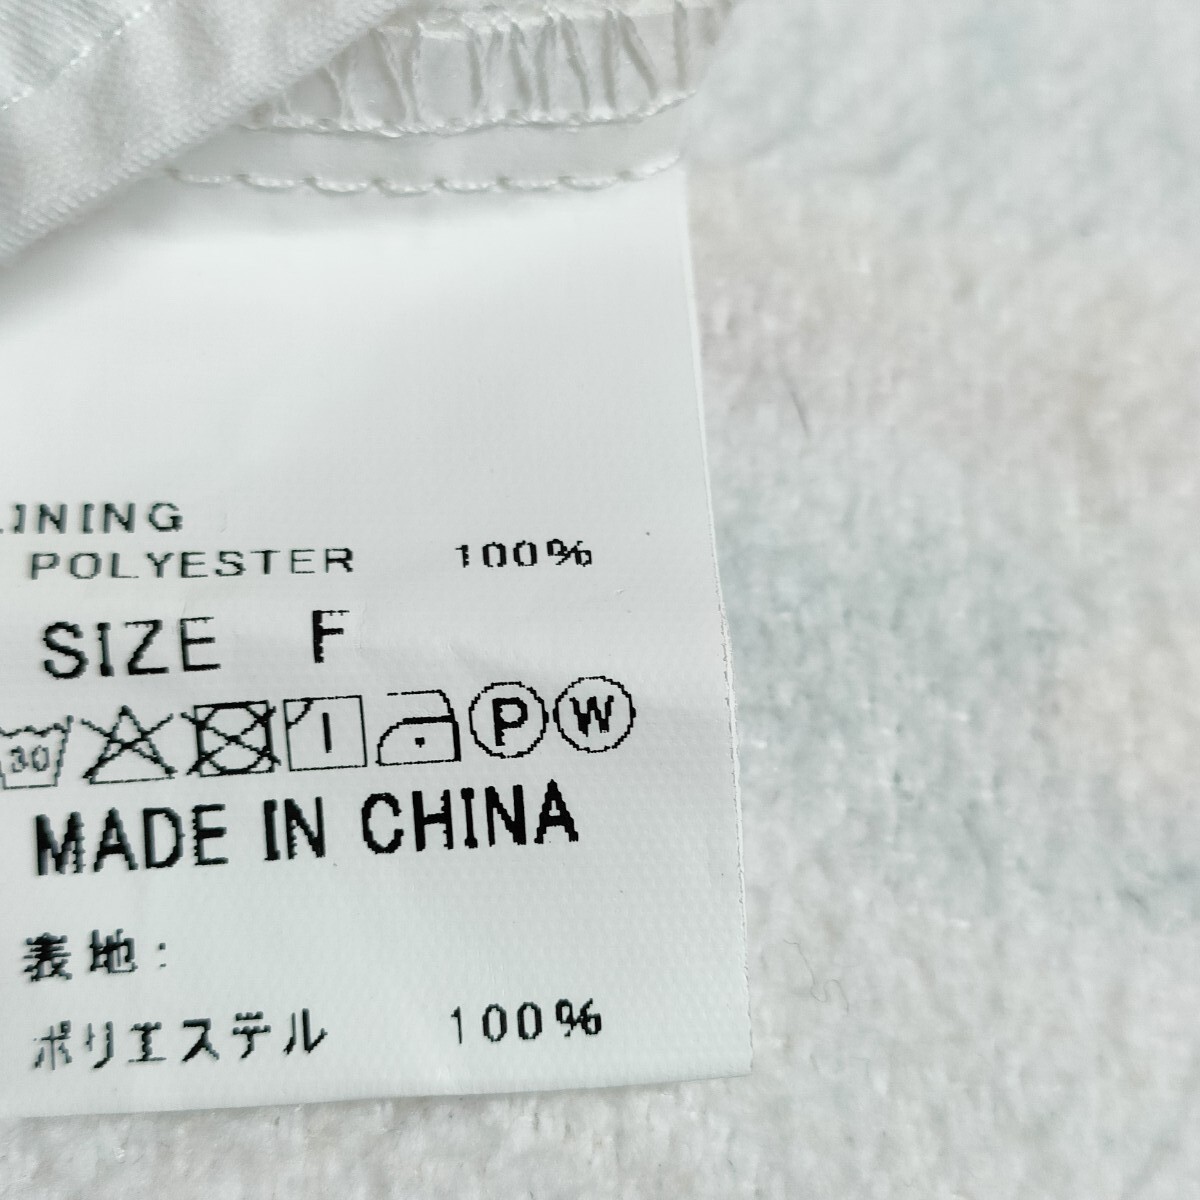 LINING
POLYESTER 100%
SIZE F
30 P W
MADE IN CHINA
表地:
ポリエステル 100%